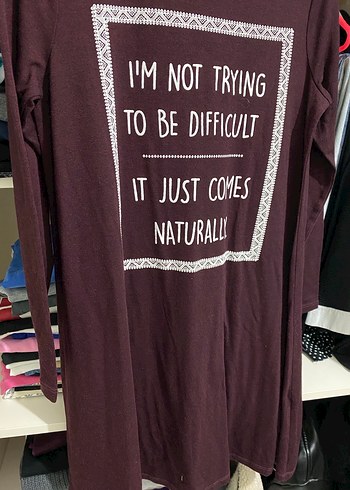 I'M NOT TRYING
TO BE DIFFICULT
IT JUST COMES
NATURALLY